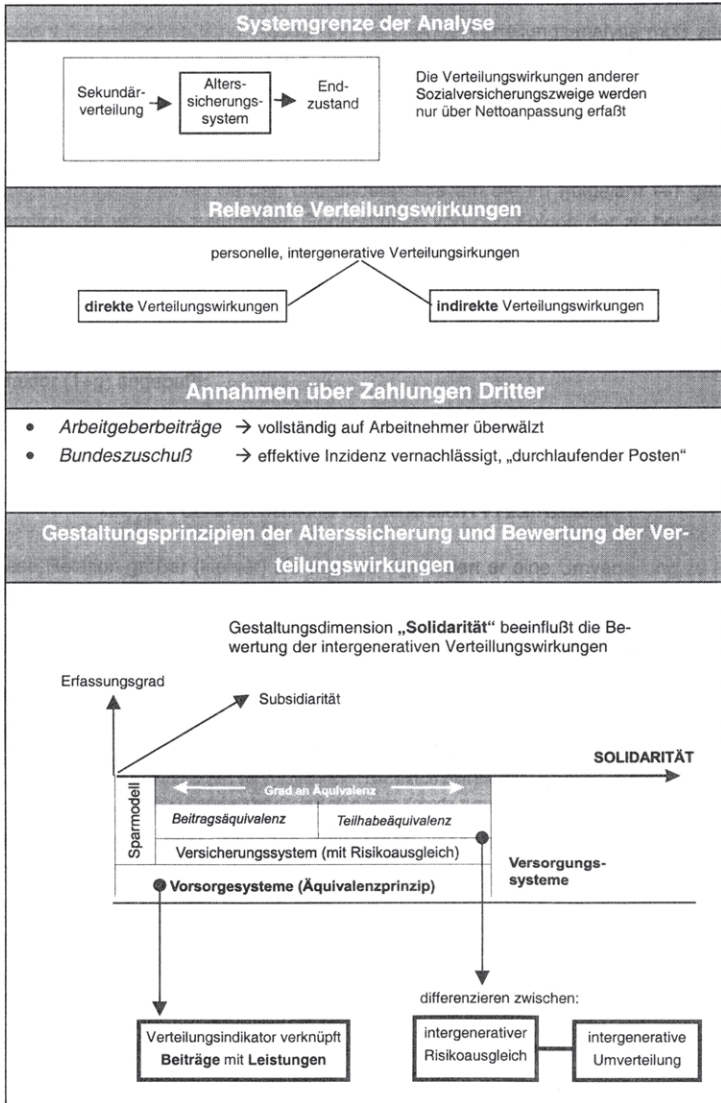 Systemgrenze der Analyse
Sekundär-
verteilung
Alters-
sicherungs-
system
End-
zustand
Die Verteilungswirkungen anderer
Sozialversicherungszweige werden
nur über Nettoanpassung erfaßt
Relevante Verteilungswirkungen
personelle, intergenerative Verteilungsirkungen
direkte Verteilungswirkungen
indirekte Verteilungswirkungen
Annahmen über Zahlungen Dritter
• Arbeitgeberbeiträge → vollständig auf Arbeitnehmer überwälzt
• Bundeszuschuß → effektive Inzidenz vernachlässigt, „durchlaufender Posten“
Gestaltungsprinzipien der Alterssicherung und Bewertung der Ver-
teilungswirkungen
Gestaltungsdimension „Solidarität“ beeinflußt die Be-
wertung der intergenerativen Verteillungswirkungen
Erfassungsgrad
Subsidiarität
SOLIDARITÄT
Sparmodell
Grad an Äquivalenz
Beitragsäquivalenz
Teilhabeäquivalenz
Versicherungssystem (mit Risikoausgleich)
Versorgungs-
systeme
Vorsorgesysteme (Äquivalenzprinzip)
differenzieren zwischen:
Verteilungsindikator verknüpft
Beiträge mit Leistungen
intergenerativer
Risikoausgleich
intergenerative
Umverteilung